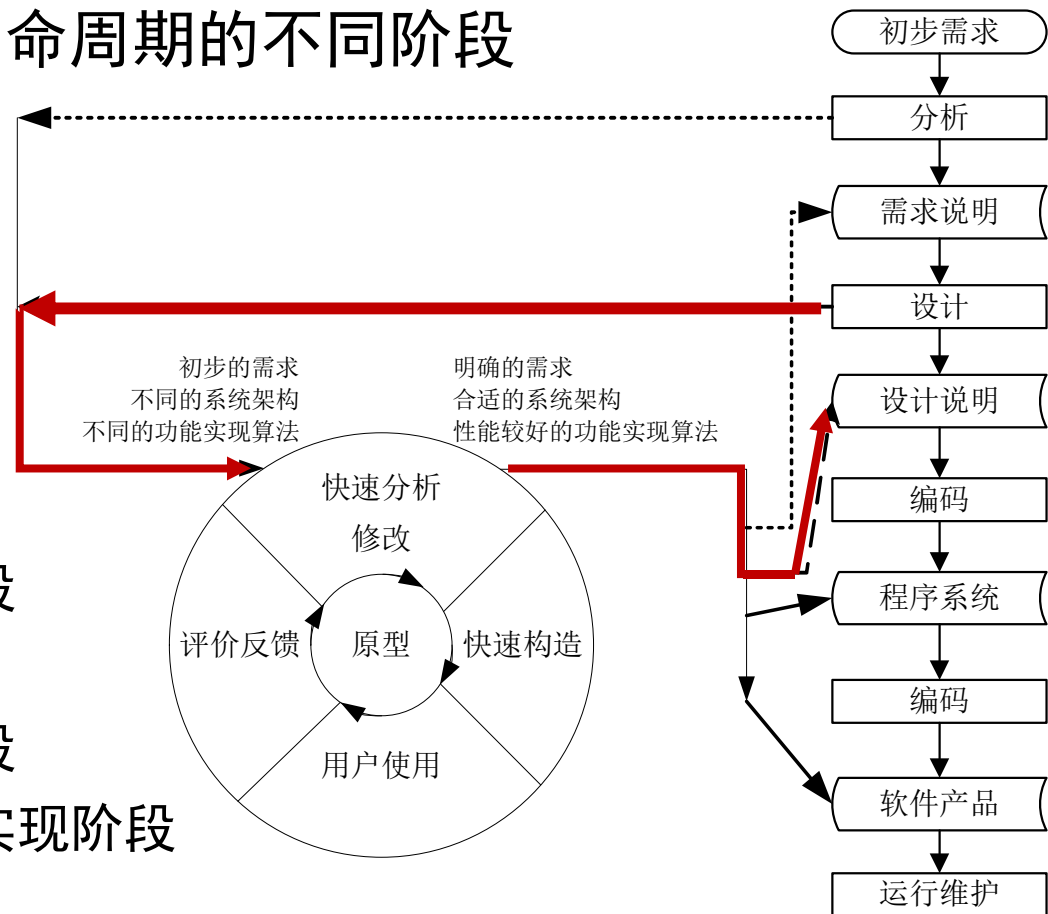 命周期的不同阶段
初步需求
分析
需求说明
设计
初步的需求
不同的系统架构
不同的功能实现算法
明确的需求
合适的系统架构
性能较好的功能实现算法
设计说明
快速分析
修改
编码
段
评价反馈
原型
快速构造
程序系统
编码
段
用户使用
实现阶段
软件产品
运行维护